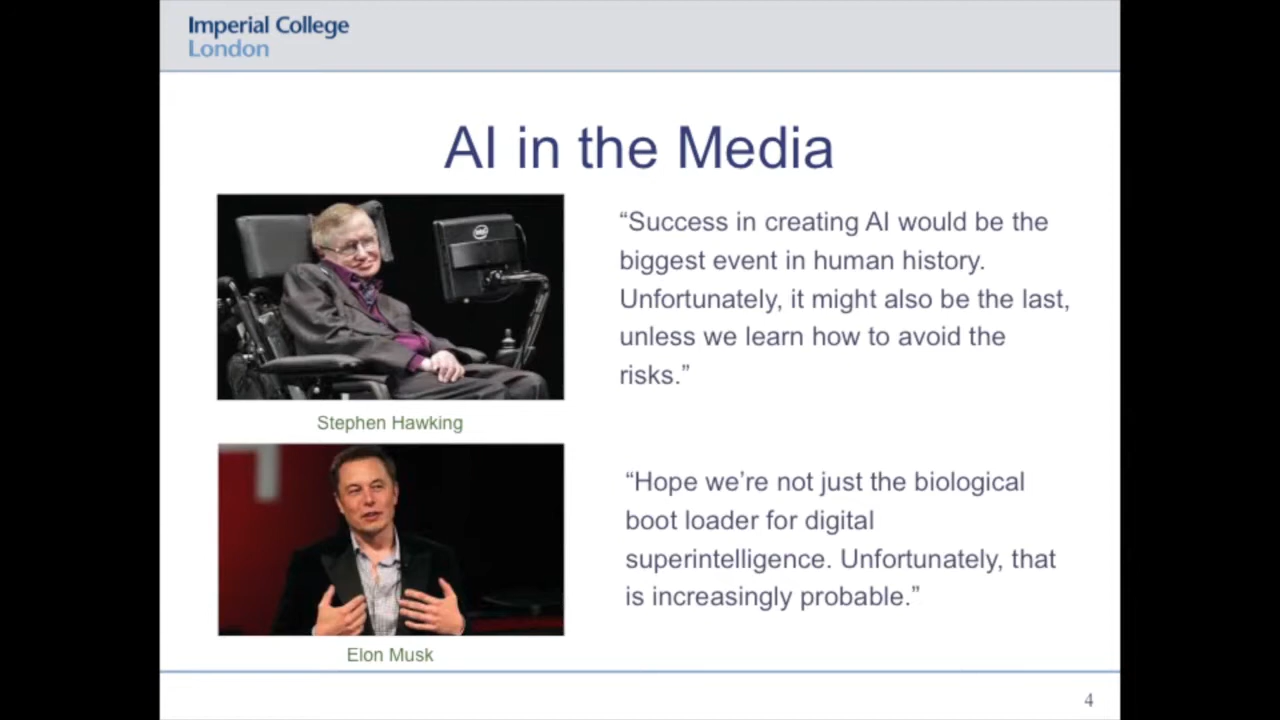 Imperial College
London
AI in the Media
“Success in creating AI would be the
biggest event in human history.
Unfortunately, it might also be the last,
unless we learn how to avoid the
risks.”
Stephen Hawking
“Hope we’re not just the biological
boot loader for digital
superintelligence. Unfortunately, that
is increasingly probable.”
Elon Musk
4